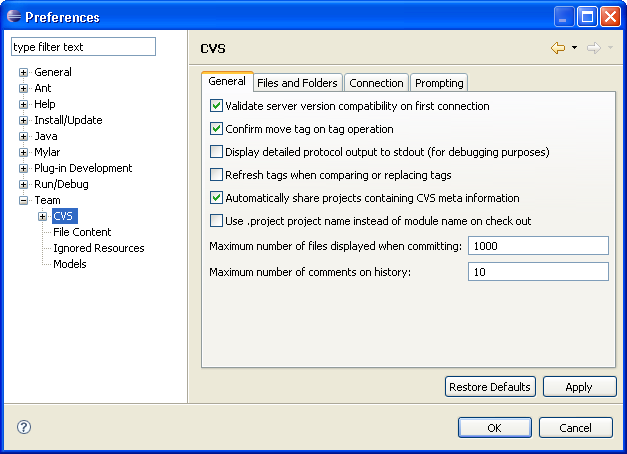 Preferences
type filter text
General
Ant
Help
Install/Update
Java
Mylar
Plug-in Development
Run/Debug
Team
CVS
File Content
Ignored Resources
Models
CVS
General Files and Folders Connection Prompting
Validate server version compatibility on first connection
Confirm move tag on tag operation
Display detailed protocol output to stdout (for debugging purposes)
Refresh tags when comparing or replacing tags
Automatically share projects containing CVS meta information
Use .project project name instead of module name on check out
Maximum number of files displayed when committing: 1000
Maximum number of comments on history: 10
Restore Defaults Apply
? OK Cancel